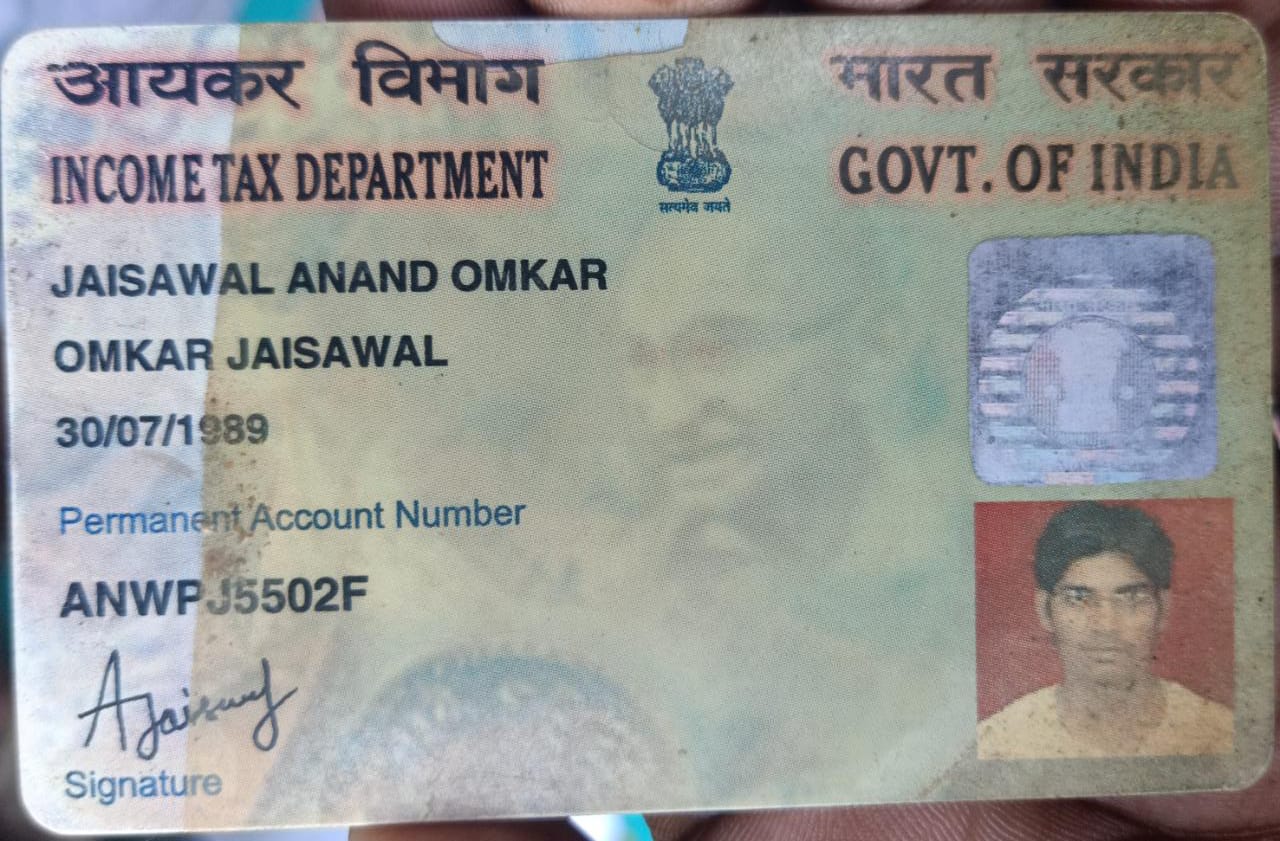 आयकर विभाग
INCOME TAX DEPARTMENT
सत्यमेव जयते
भारत सरकार
GOVT. OF INDIA
JAISAWAL ANAND OMKAR
OMKAR JAISAWAL
30/07/1989
Permanent Account Number
ANWPJ5502F
AJaiswal
Signature